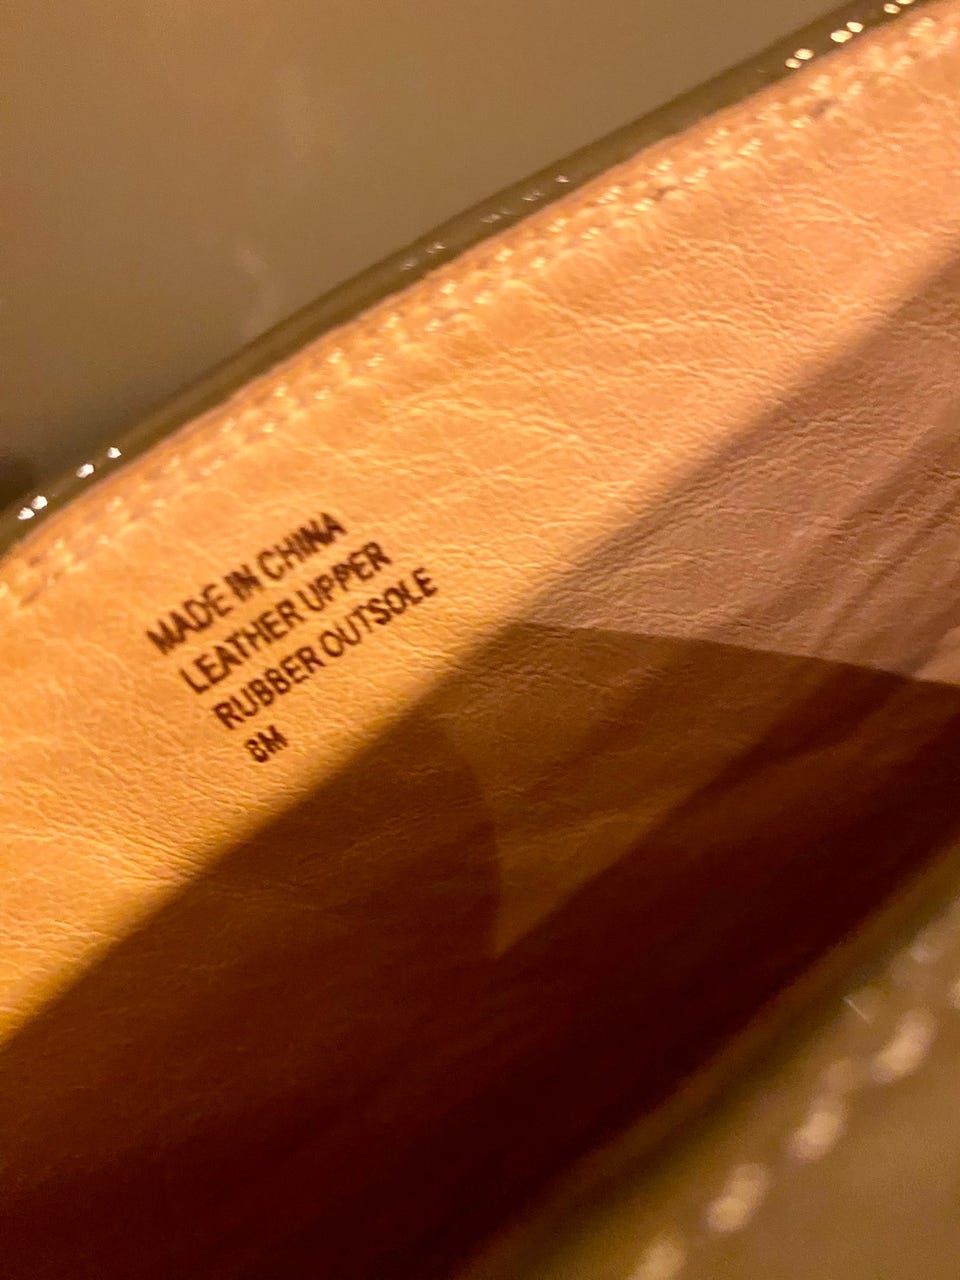 MADE IN CHINA
LEATHER UPPER
RUBBER OUTSOLE
8M